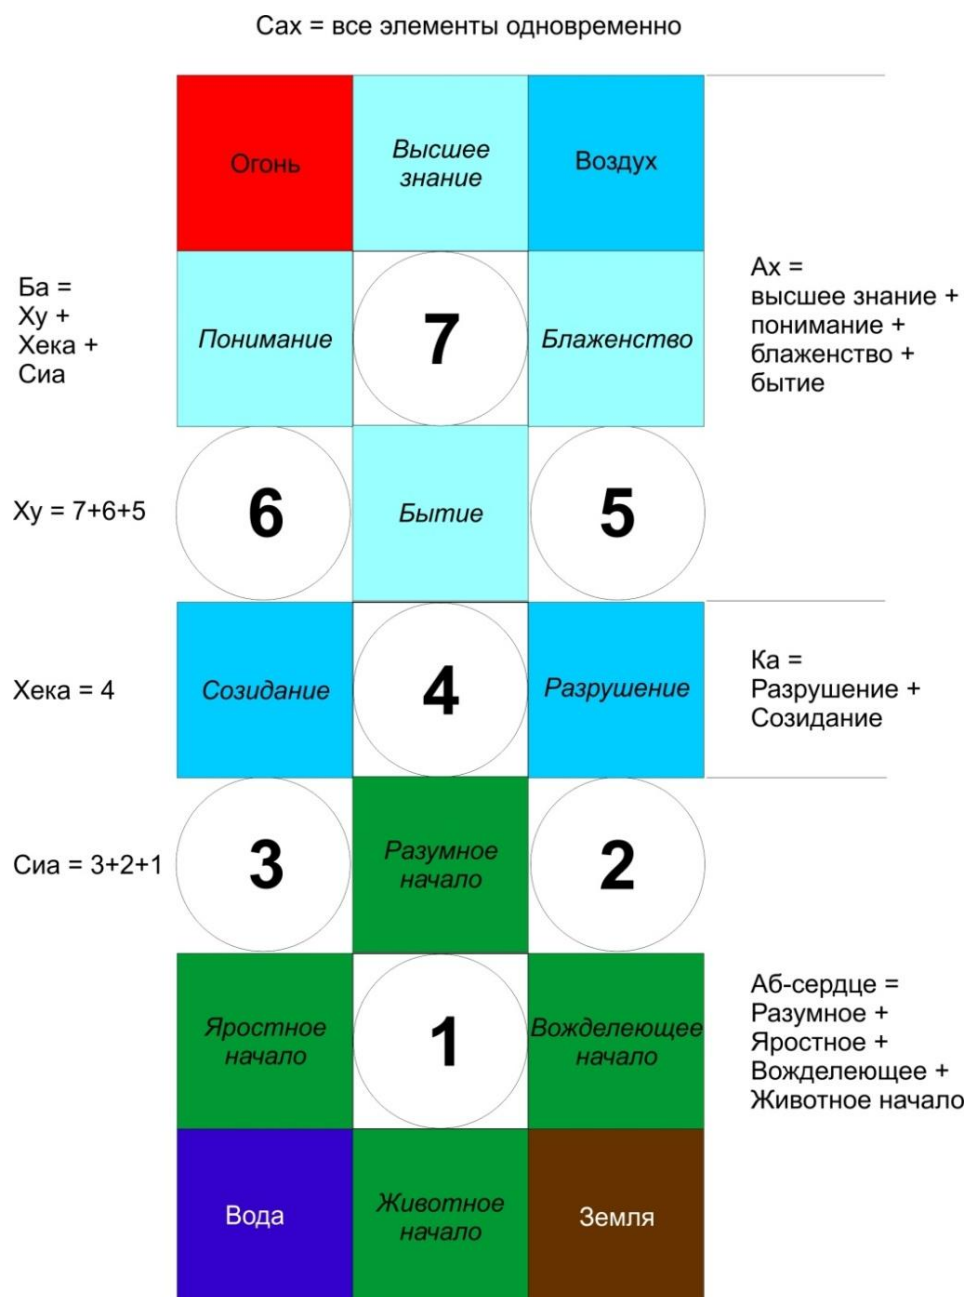 Сах = все элементы одновременно
Огонь
Высшее
знание
Воздух
Ба =
Ху +
Хека +
Сиа
Понимание
7
Блаженство
Ах =
высшее знание +
понимание +
блаженство +
бытие
Ху = 7+6+5
6
Бытие
5
Хека = 4
Созидание
4
Разрушение
Ка =
Разрушение +
Созидание
Сиа = 3+2+1
3
Разумное
начало
2
Яростное
начало
1
Вожделеющее
начало
Аб-сердце =
Разумное +
Яростное +
Вожделеющее +
Животное начало
Вода
Животное
начало
Земля